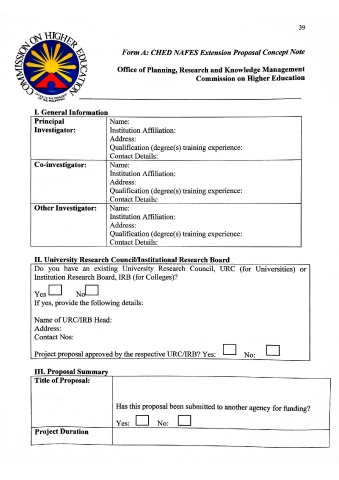 39
COMMISSION ON HIGHER EDUCATION
Form A: CHED NAFES Extension Proposal Concept Note
Office of Planning, Research and Knowledge Management
Commission on Higher Education
I. General Information
Principal Investigator:
Name:
Institution Affiliation:
Address:
Qualification (degree(s) training experience:
Contact Details:
Co-investigator:
Name:
Institution Affiliation:
Address:
Qualification (degree(s) training experience:
Contact Details:
Other Investigator:
Name:
Institution Affiliation:
Address:
Qualification (degree(s) training experience:
Contact Details:
II. University Research Council/Institutional Research Board
Do you have an existing University Research Council, URC (for Universities) or
Institution Research Board, IRB (for Colleges)?
Yes No
If yes, provide the following details:
Name of URC/IRB Head:
Address:
Contact Nos:
Project proposal approved by the respective URC/IRB? Yes: No:
III. Proposal Summary
Title of Proposal:
Has this proposal been submitted to another agency for funding?
Yes: No:
Project Duration